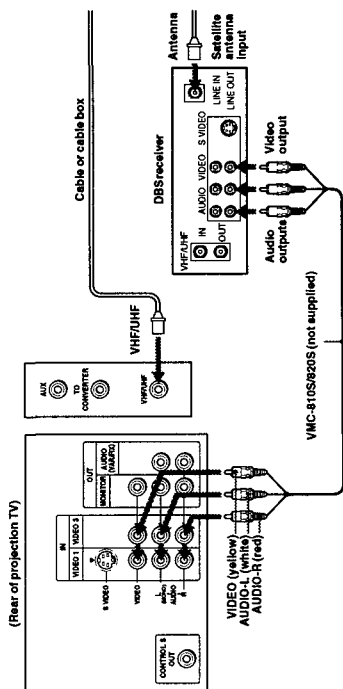 Antenna
Satellite
antenna
input
Cable or cable box
DBS receiver
LINE IN
LINE OUT
S VIDEO
AUDIO VIDEO
VHF/UHF
IN
OUT
Video
output
Audio
outputs
VHF/UHF
AUX
TO
CONVERTER
VHF/UHF
VMC-810S/820S (not supplied)
(Rear of projection TV)
OUT
MONITOR
AUDIO
(VAR/FIX)
IN
VIDEO 1
VIDEO 3
S VIDEO
VIDEO
L
(MONO)
AUDIO
R
CONTROL S
OUT
VIDEO (yellow)
AUDIO-L (white)
AUDIO-R (red)